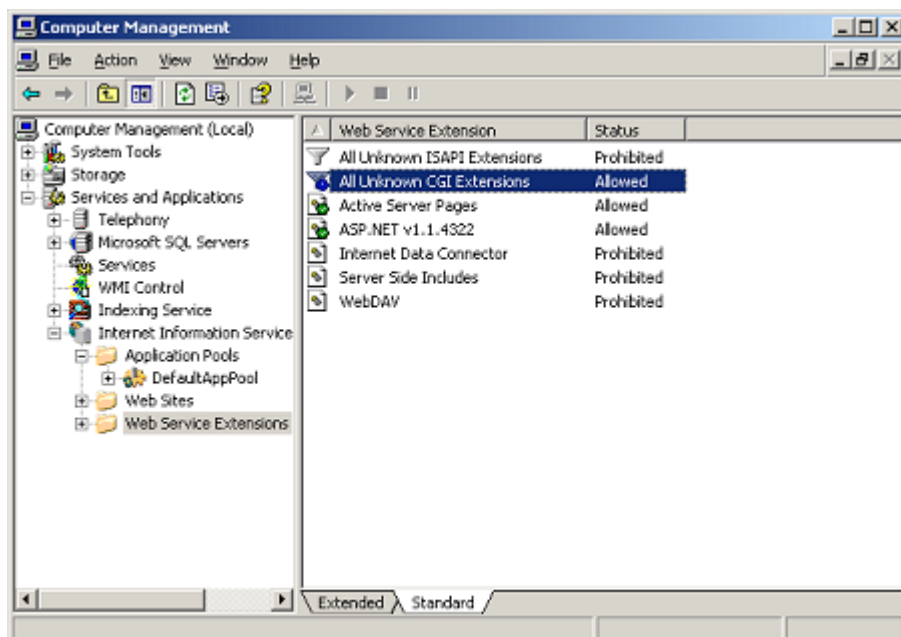 Computer Management
File Action View Window Help
Computer Management (Local)
System Tools
Storage
Services and Applications
Telephony
Microsoft SQL Servers
Services
WMI Control
Indexing Service
Internet Information Service
Application Pools
DefaultAppPool
Web Sites
Web Service Extensions
Web Service Extension Status
All Unknown ISAPI Extensions Prohibited
All Unknown CGI Extensions Allowed
Active Server Pages Allowed
ASP.NET v1.1.4322 Allowed
Internet Data Connector Prohibited
Server Side Includes Prohibited
WebDAV Prohibited
Extended Standard